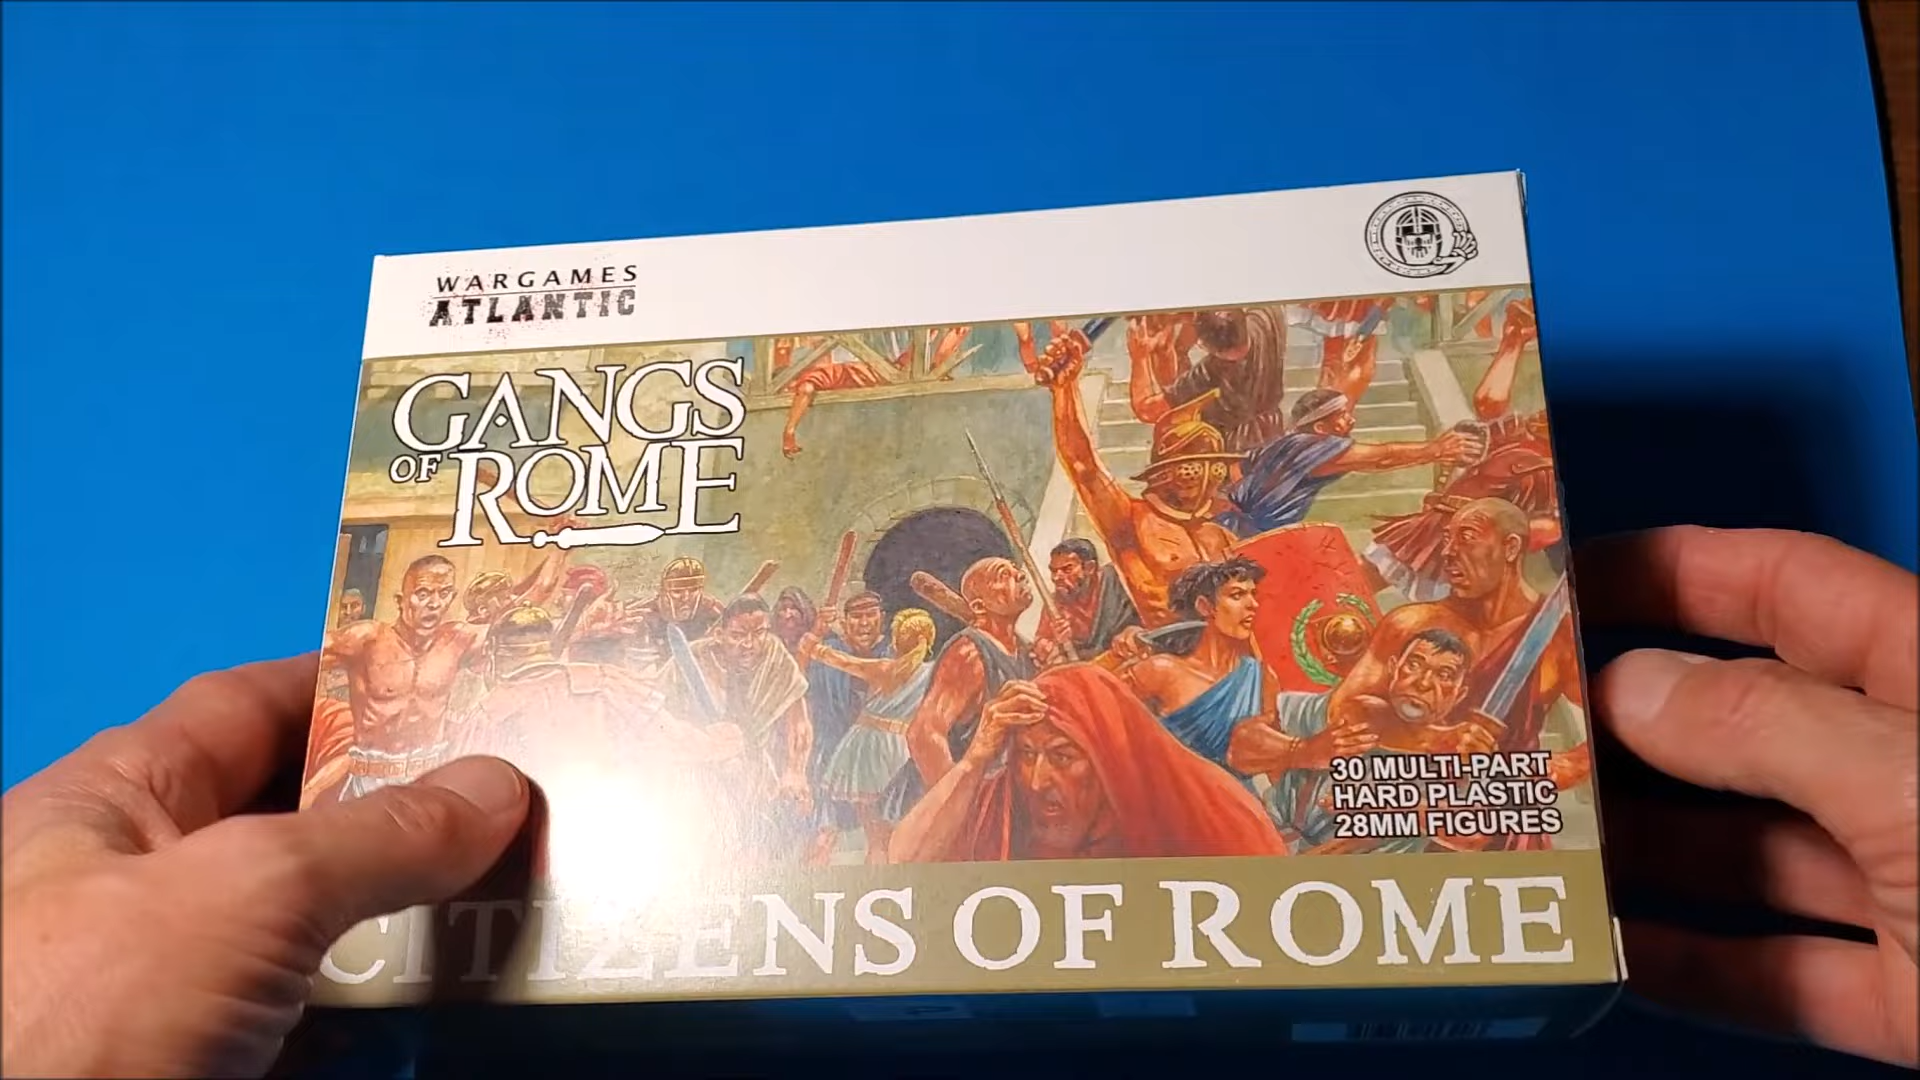 WARGAMES
ATLANTIC
GANGS
OF ROME
30 MULTI-PART
HARD PLASTIC
28MM FIGURES
CITIZENS OF ROME